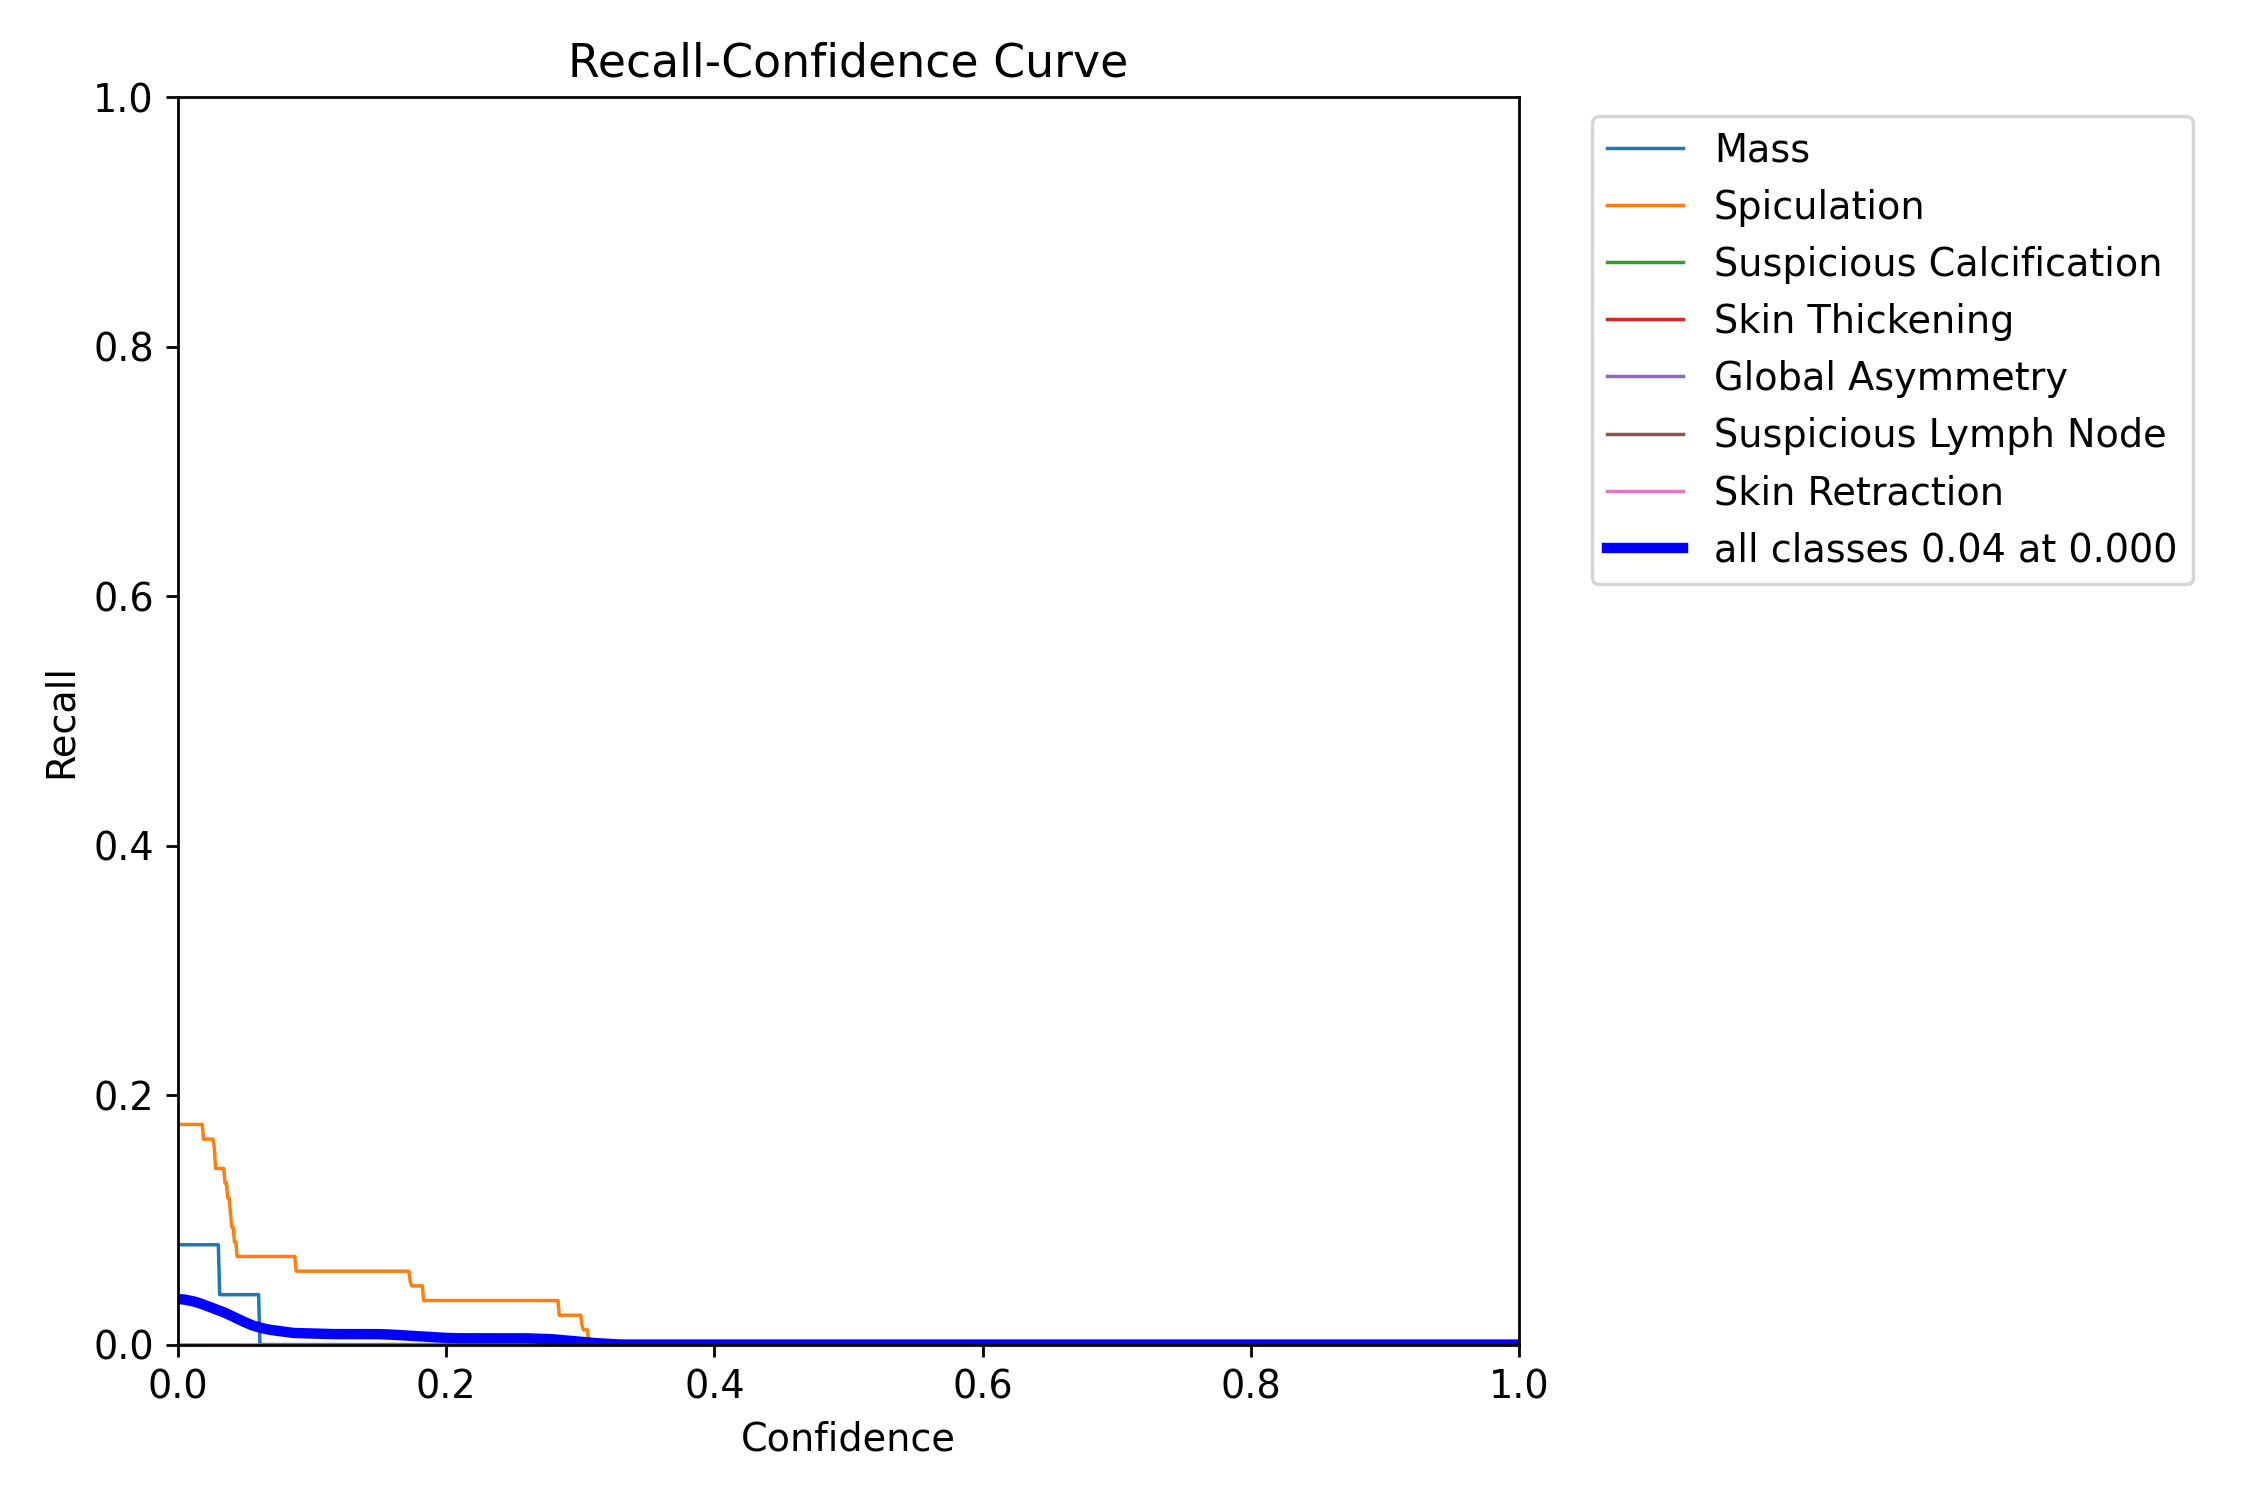 Recall-Confidence Curve
1.0
0.8
0.6
0.4
0.2
0.0
Recall
0.0 0.2 0.4 0.6 0.8 1.0
Confidence
Mass
Spiculation
Suspicious Calcification
Skin Thickening
Global Asymmetry
Suspicious Lymph Node
Skin Retraction
all classes 0.04 at 0.000